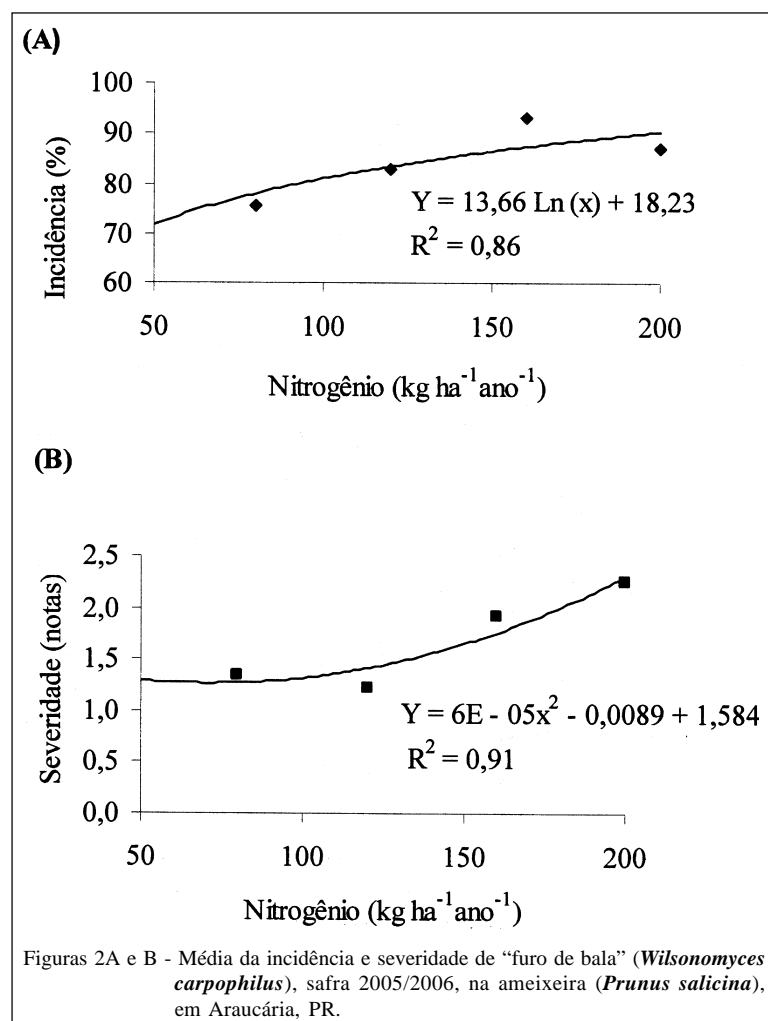 (A)
100
90
80
70
60
Incidência (%)
Y = 13,66 Ln (x) + 18,23
R² = 0,86
50 100 150 200
Nitrogênio (kg ha⁻¹ano⁻¹)
(B)
2,5
2,0
1,5
1,0
0,5
0,0
Severidade (notas)
Y = 6E - 05x² - 0,0089 + 1,584
R² = 0,91
50 100 150 200
Nitrogênio (kg ha⁻¹ano⁻¹)
Figuras 2A e B - Média da incidência e severidade de “furo de bala” (Wilsonomyces
carpophilus), safra 2005/2006, na ameixeira (Prunus salicina),
em Araucária, PR.